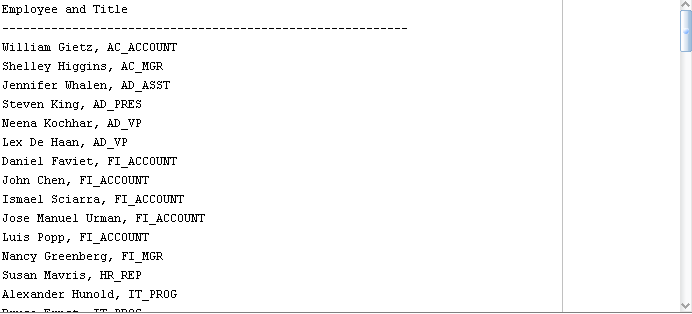 Employee and Title
----------------------------------------------------------
William Gietz, AC_ACCOUNT
Shelley Higgins, AC_MGR
Jennifer Whalen, AD_ASST
Steven King, AD_PRES
Neena Kochhar, AD_VP
Lex De Haan, AD_VP
Daniel Faviet, FI_ACCOUNT
John Chen, FI_ACCOUNT
Ismael Sciarra, FI_ACCOUNT
Jose Manuel Urman, FI_ACCOUNT
Luis Popp, FI_ACCOUNT
Nancy Greenberg, FI_MGR
Susan Mavris, HR_REP
Alexander Hunold, IT_PROG